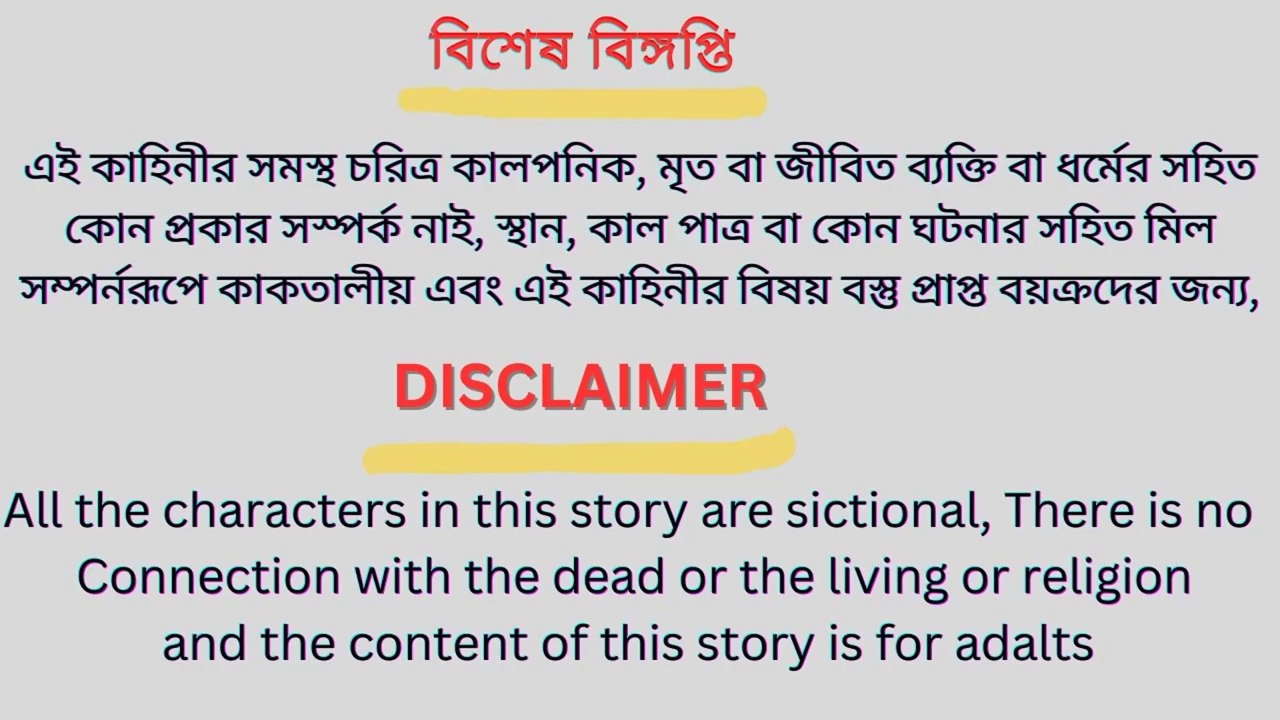 বিশেষ বিঙ্গপ্তি
এই কাহিনীর সমস্থ চরিত্র কালপনিক, মৃত বা জীবিত ব্যক্তি বা ধর্মের সহিত
কোন প্রকার সস্পর্ক নাই, স্থান, কাল পাত্র বা কোন ঘটনার সহিত মিল
সম্পর্নরূপে কাকতালীয় এবং এই কাহিনীর বিষয় বস্তু প্রাপ্ত বয়ক্রদের জন্য,
DISCLAIMER
All the characters in this story are sictional, There is no
Connection with the dead or the living or religion
and the content of this story is for adalts